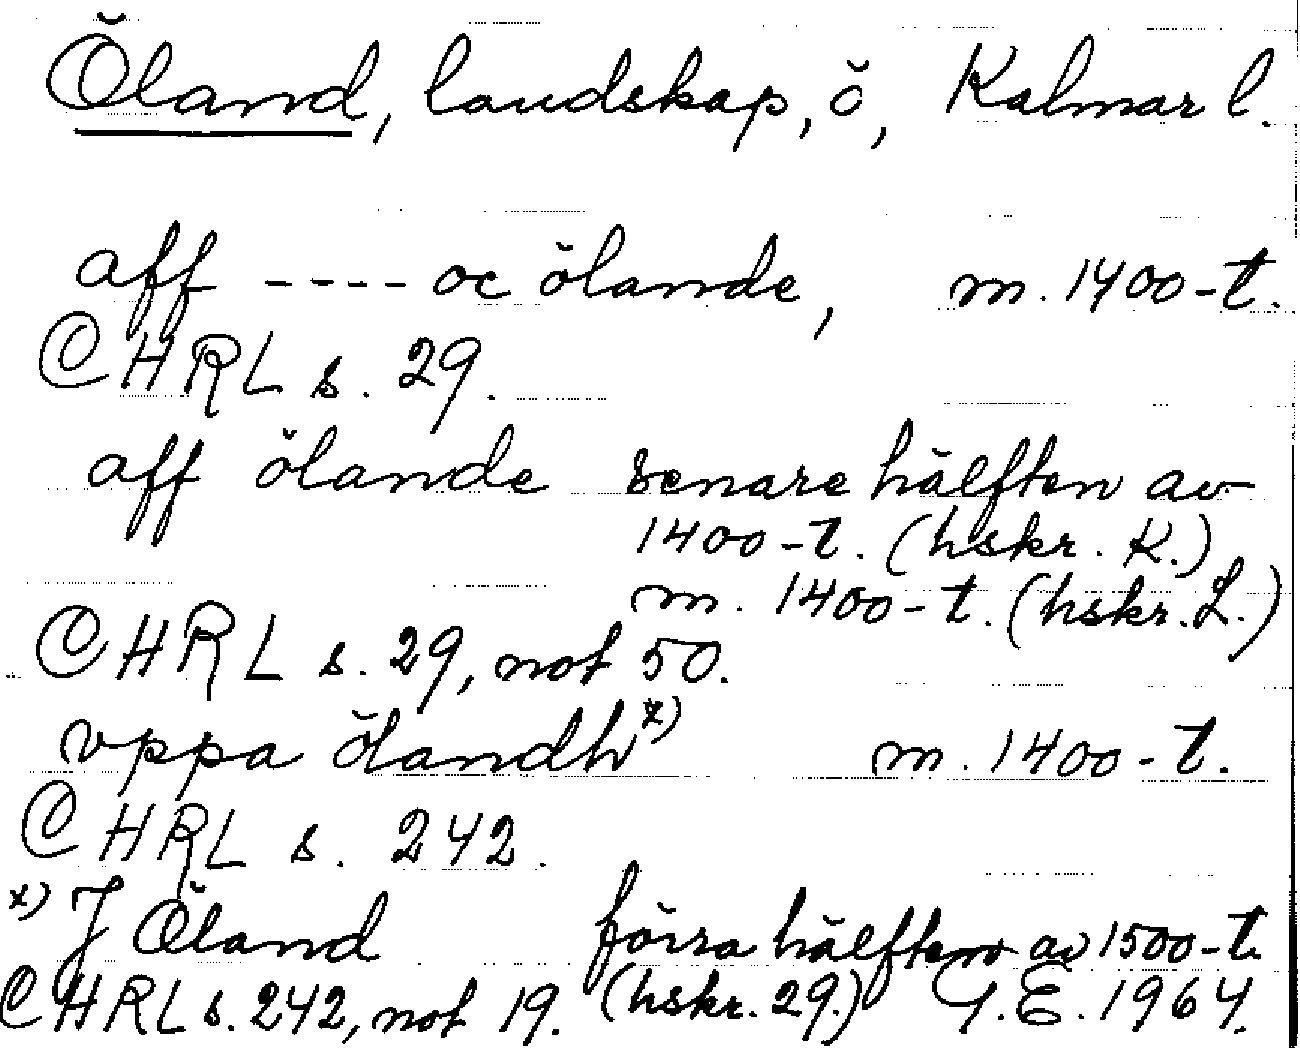 Öland, landskap, ö, Kalmar l.
aff ---- oc ölande, m. 1400-t.
CHRL s. 29.
aff ölande senare hälften av
1400-t. (hskr. K.)
m. 1400-t. (hskr. L.)
CHRL s. 29, not 50.
vppa ölandh x) m. 1400-t.
CHRL s. 242.
x) J Öland förra hälften av 1500-t.
CHRL s. 242, not 19. (hskr. 29.) G.E. 1964.